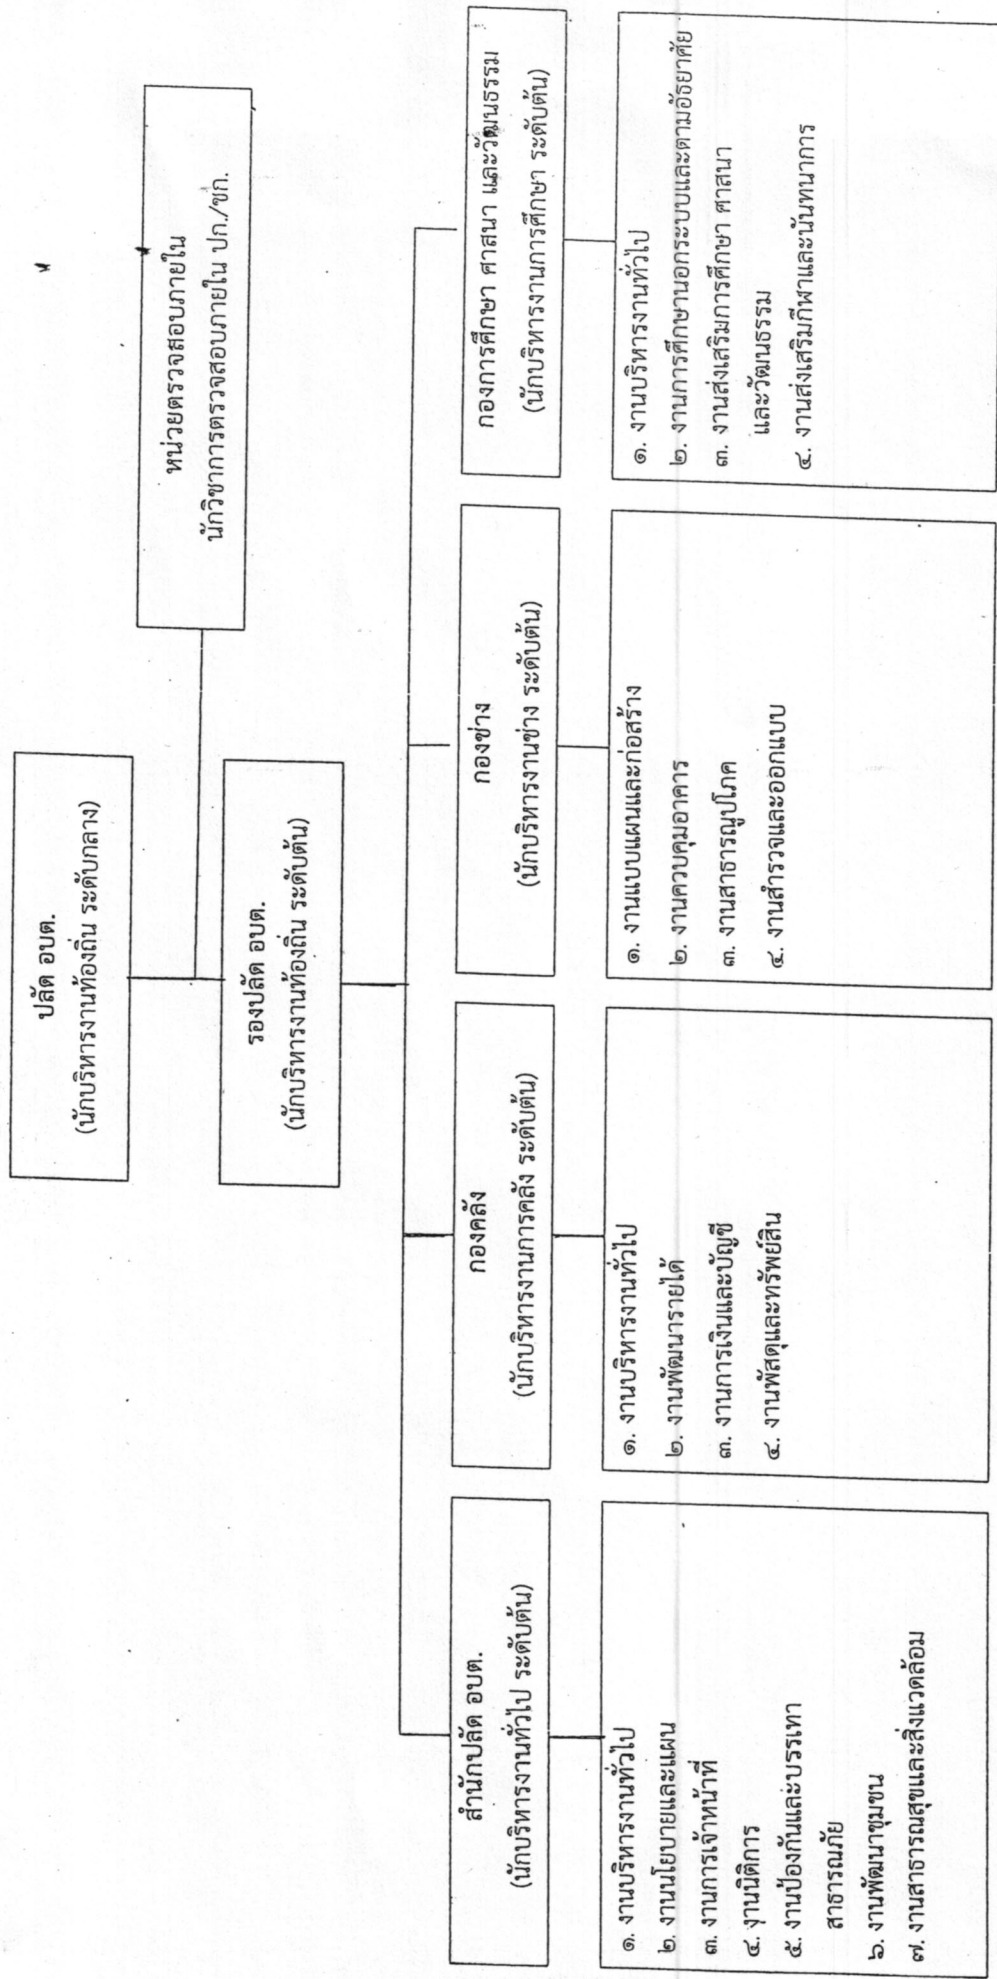 ปลัด อบต.
(นักบริหารงานท้องถิ่น ระดับกลาง)
หน่วยตรวจสอบภายใน
นักวิชาการตรวจสอบภายใน ปก./ชก.
รองปลัด อบต.
(นักบริหารงานท้องถิ่น ระดับต้น)
สำนักปลัด อบต.
(นักบริหารงานทั่วไป ระดับต้น)
๑. งานบริหารงานทั่วไป
๒. งานนโยบายและแผน
๓. งานการเจ้าหน้าที่
๔. งานนิติการ
๕. งานป้องกันและบรรเทา
สาธารณภัย
๖. งานพัฒนาชุมชน
๗. งานสาธารณสุขและสิ่งแวดล้อม
กองคลัง
(นักบริหารงานการคลัง ระดับต้น)
๑. งานบริหารงานทั่วไป
๒. งานพัฒนารายได้
๓. งานการเงินและบัญชี
๔. งานพัสดุและทรัพย์สิน
กองช่าง
(นักบริหารงานช่าง ระดับต้น)
๑. งานแบบแผนและก่อสร้าง
๒. งานควบคุมอาคาร
๓. งานสาธารณูปโภค
๔. งานสำรวจและออกแบบ
กองการศึกษา ศาสนา และวัฒนธรรม
(นักบริหารงานการศึกษา ระดับต้น)
๑. งานบริหารงานทั่วไป
๒. งานการศึกษานอกระบบและตามอัธยาศัย
๓. งานส่งเสริมการศึกษา ศาสนา
และวัฒนธรรม
๔. งานส่งเสริมกีฬาและนันทนาการ